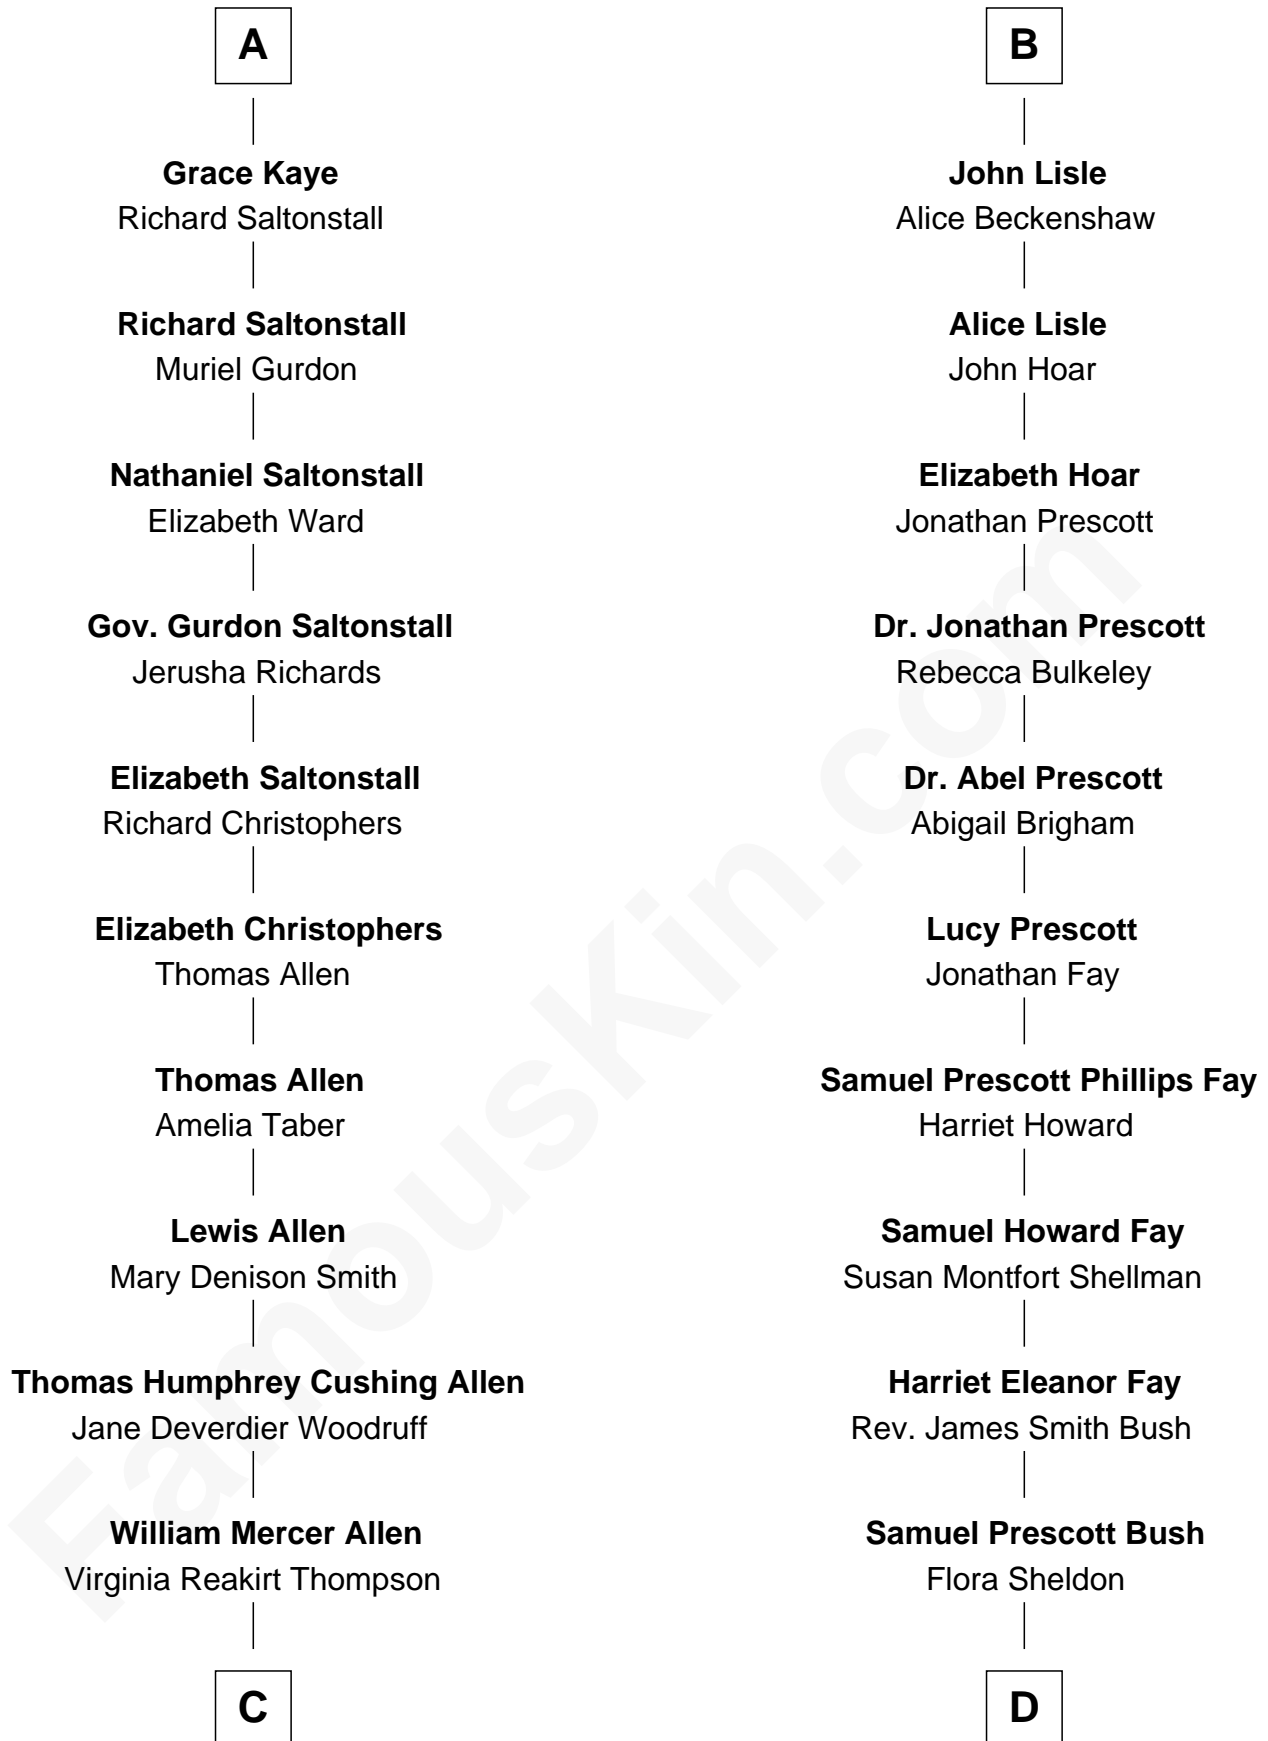 A
Grace Kaye
Richard Saltonstall
Richard Saltonstall
Muriel Gurdon
Nathaniel Saltonstall
Elizabeth Ward
Gov. Gurdon Saltonstall
Jerusha Richards
Elizabeth Saltonstall
Richard Christophers
Elizabeth Christophers
Thomas Allen
Thomas Allen
Amelia Taber
Lewis Allen
Mary Denison Smith
Thomas Humphrey Cushing Allen
Jane Deverdier Woodruff
William Mercer Allen
Virginia Reakirt Thompson
C
B
John Lisle
Alice Beckenshaw
Alice Lisle
John Hoar
Elizabeth Hoar
Jonathan Prescott
Dr. Jonathan Prescott
Rebecca Bulkeley
Dr. Abel Prescott
Abigail Brigham
Lucy Prescott
Jonathan Fay
Samuel Prescott Phillips Fay
Harriet Howard
Samuel Howard Fay
Susan Montfort Shellman
Harriet Eleanor Fay
Rev. James Smith Bush
Samuel Prescott Bush
Flora Sheldon
D
FamousKin.com